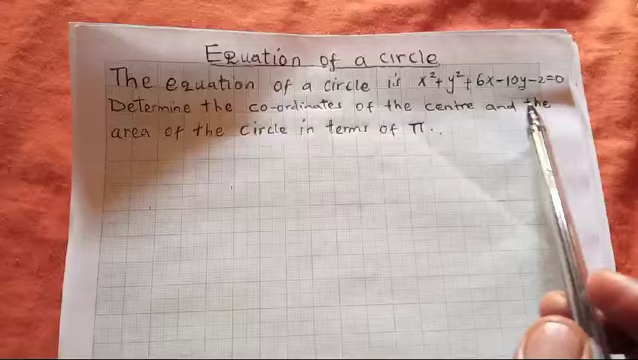 Equation of a circle
The equation of a circle is x²+y²+6x-10y-2=0
Determine the co-ordinates of the centre and the
area of the circle in terms of π..